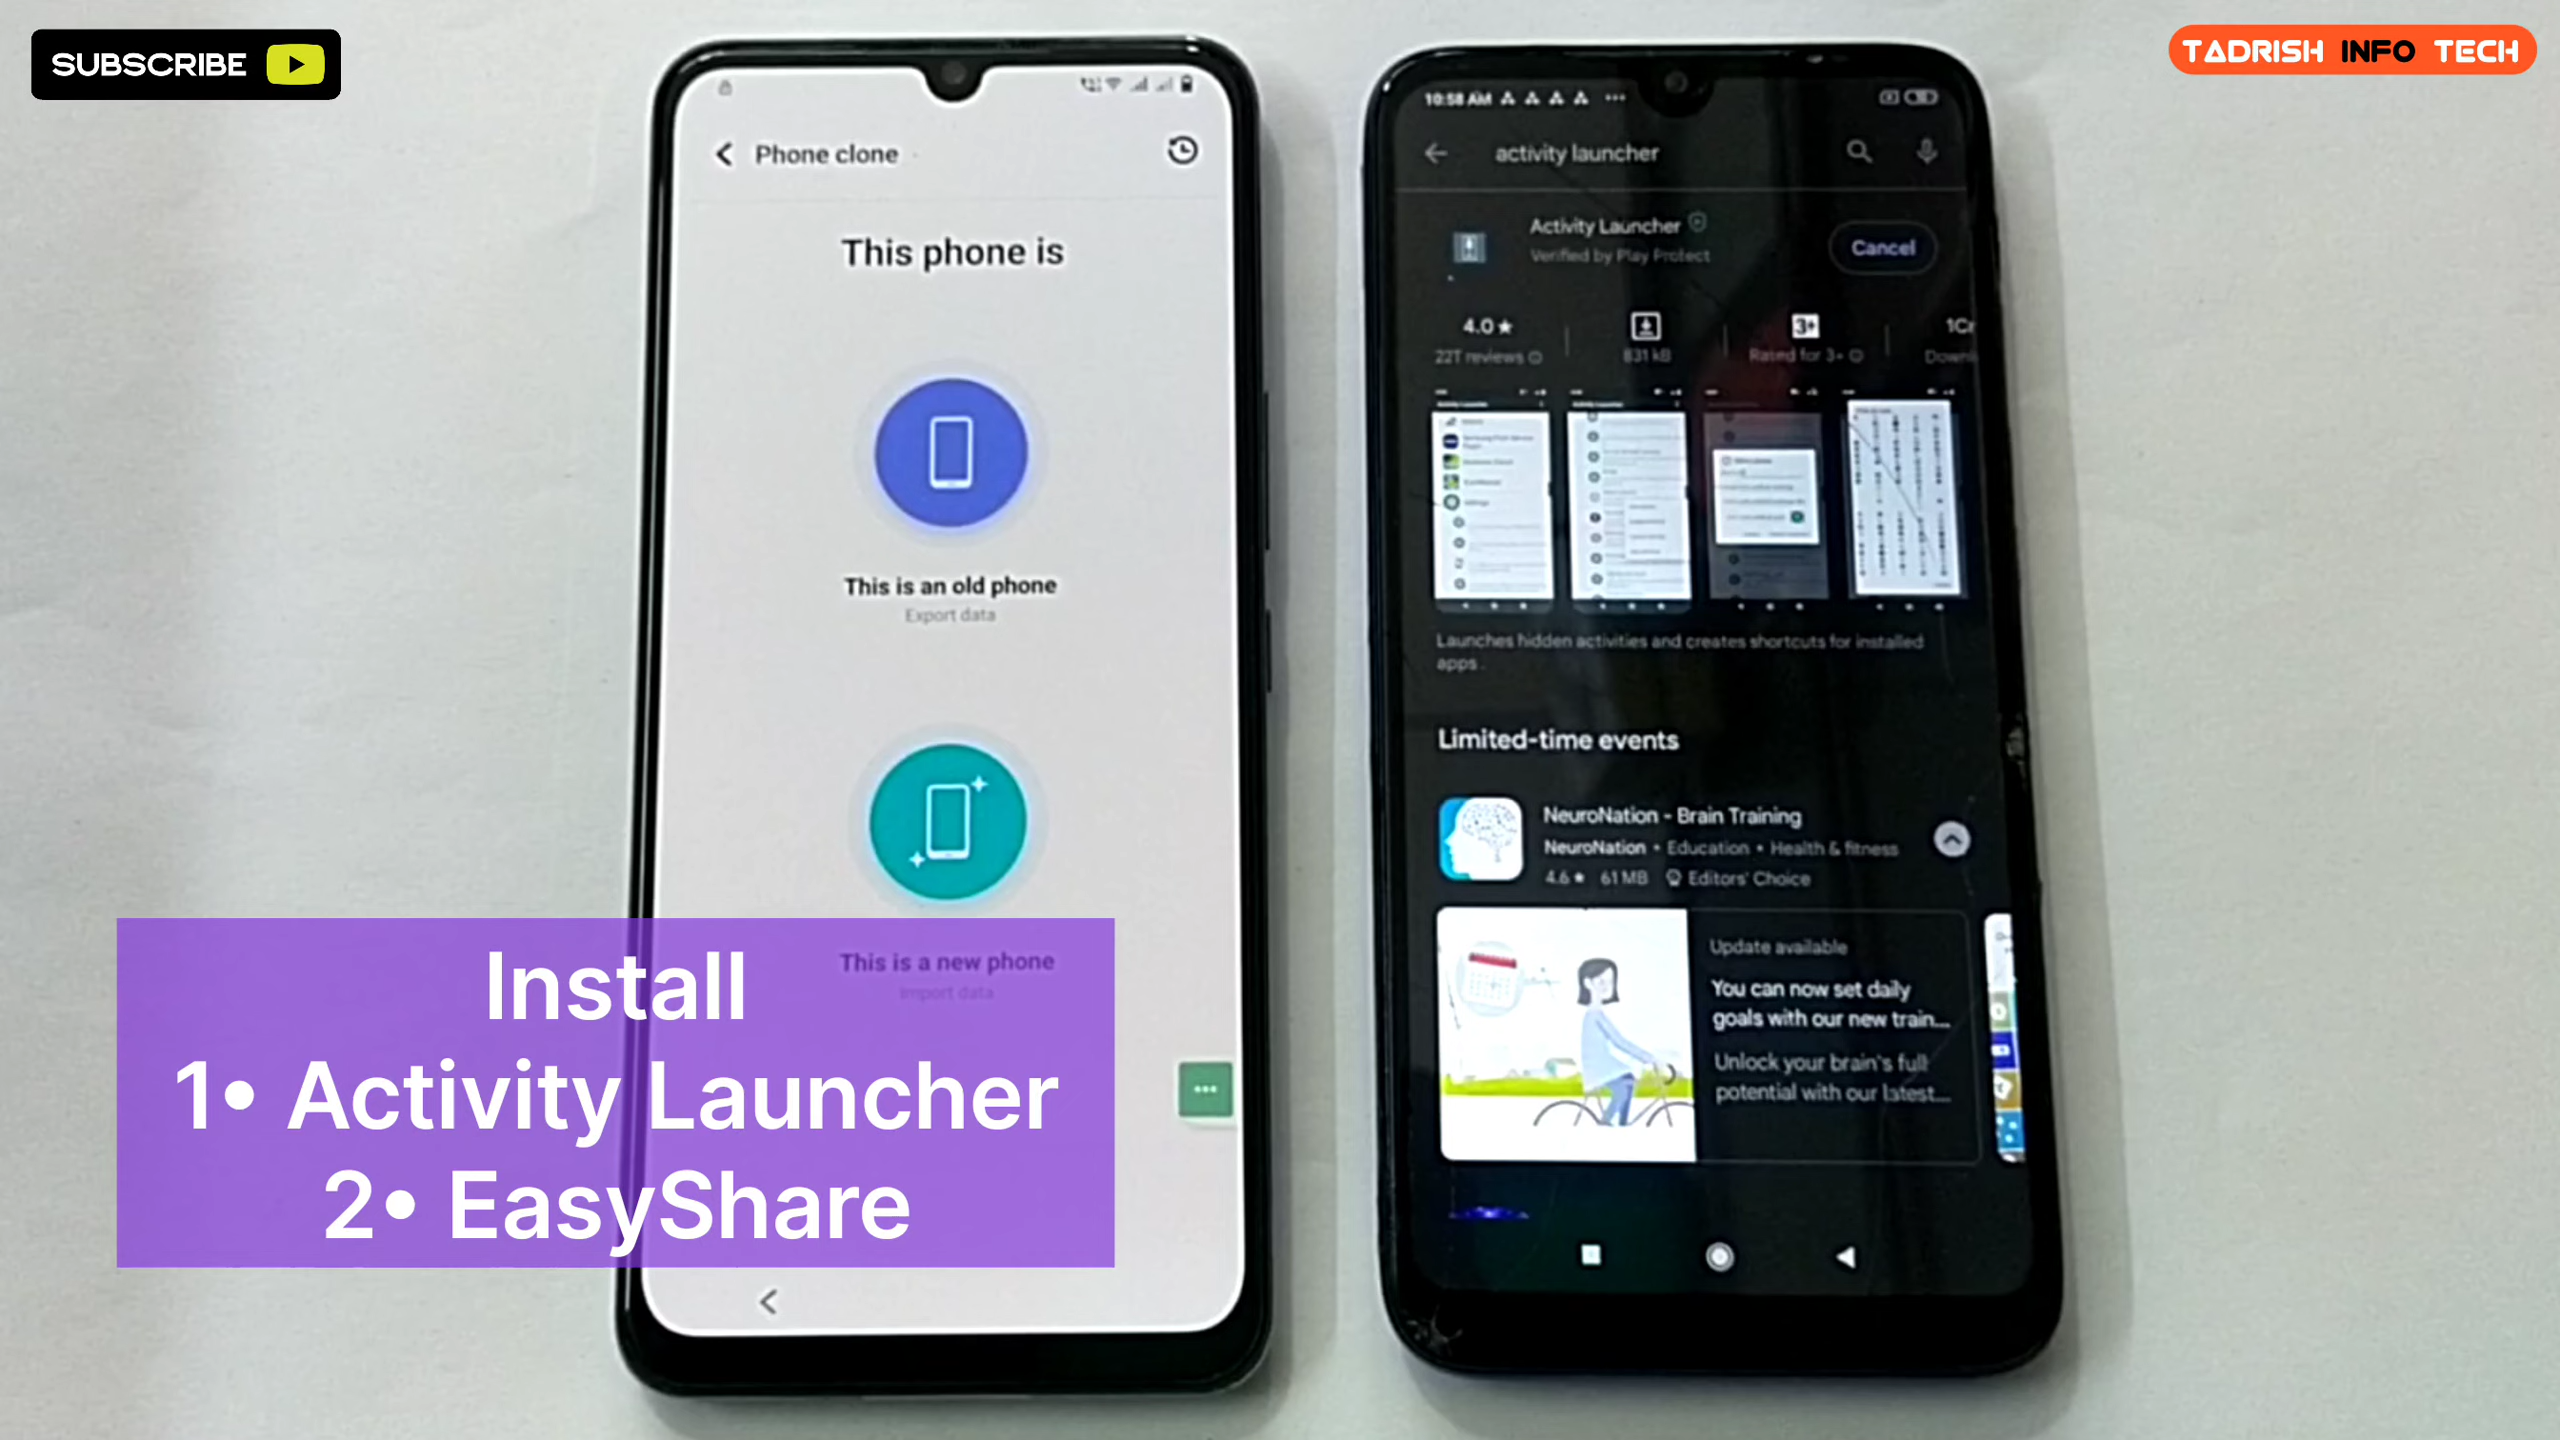 SUBSCRIBE
TADRISH INFO TECH
Phone clone
This phone is
This is an old phone
Export data
This is a new phone
Import data
Install
1• Activity Launcher
2• EasyShare
10:58 AM
activity launcher
Activity Launcher
Verified by Play Protect
Cancel
4.0★
22T reviews
831 kB
3+
Rated for 3+
1Cr
Downl
Launches hidden activities and creates shortcuts for installed
apps .
Limited-time events
NeuroNation - Brain Training
NeuroNation • Education • Health & fitness
4.6★ 61 MB Editors' Choice
Update available
You can now set daily
goals with our new train...
Unlock your brain's full
potential with our latest...